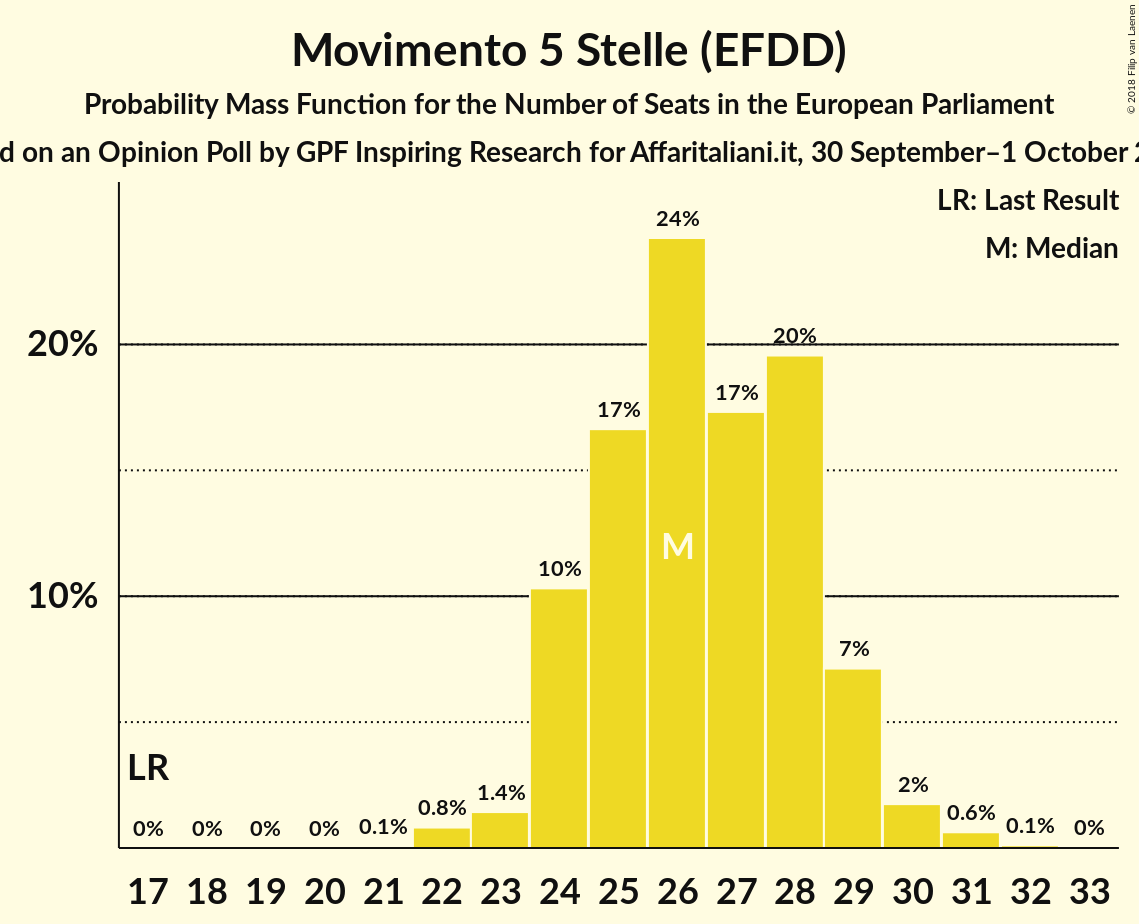 Movimento 5 Stelle (EFDD)
Probability Mass Function for the Number of Seats in the European Parliament
on an Opinion Poll by GPF Inspiring Research for Affaritaliani.it, 30 September–1 October
© 2018 Filip van Laenen
LR: Last Result
M: Median
24%
20%
20%
17%
17%
M
10%
10%
7%
LR
0%
0%
0%
0%
0.1%
0.8%
1.4%
2%
0.6%
0.1%
0%
17 18 19 20 21 22 23 24 25 26 27 28 29 30 31 32 33